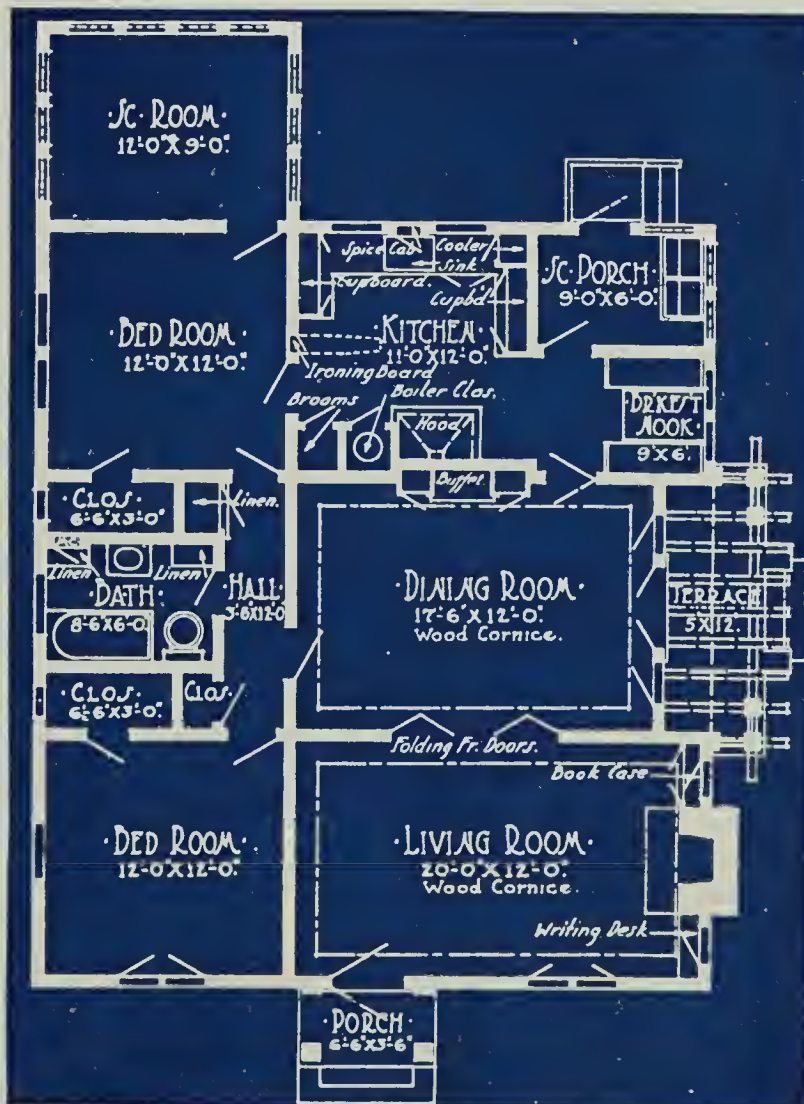 ·SC· ROOM·
12'-0"X9'-0".
Spice Cab
Cooler
Sink.
Cupboard.
Cupbd.
·SC· PORCH·
9'-0"X6'-0".
·BED ROOM·
12'-0"X12'-0".
·KITCHEN·
11'-0"X12'-0".
Ironing Board
Brooms
Boiler Clos.
Hood
BRKFST
NOOK
9'X6'.
Buffet
·CLOS·
6'-6"X3'-0".
Linen.
Linen
Linen
·BATH·
8'-6"X6'-0".
·HALL·
3'-6"X12'-0"
·DINING ROOM·
17'-6"X12'-0".
Wood Cornice.
·TERRACE
5'X12'.
·CLOS·
6'-6"X3'-0".
CLOS·
Folding Fr. Doors.
Book Case
·BED ROOM·
12'-0"X12'-0".
·LIVING ROOM·
20'-0"X12'-0".
Wood Cornice.
Writing Desk
·PORCH·
6'-6"X3'-6"